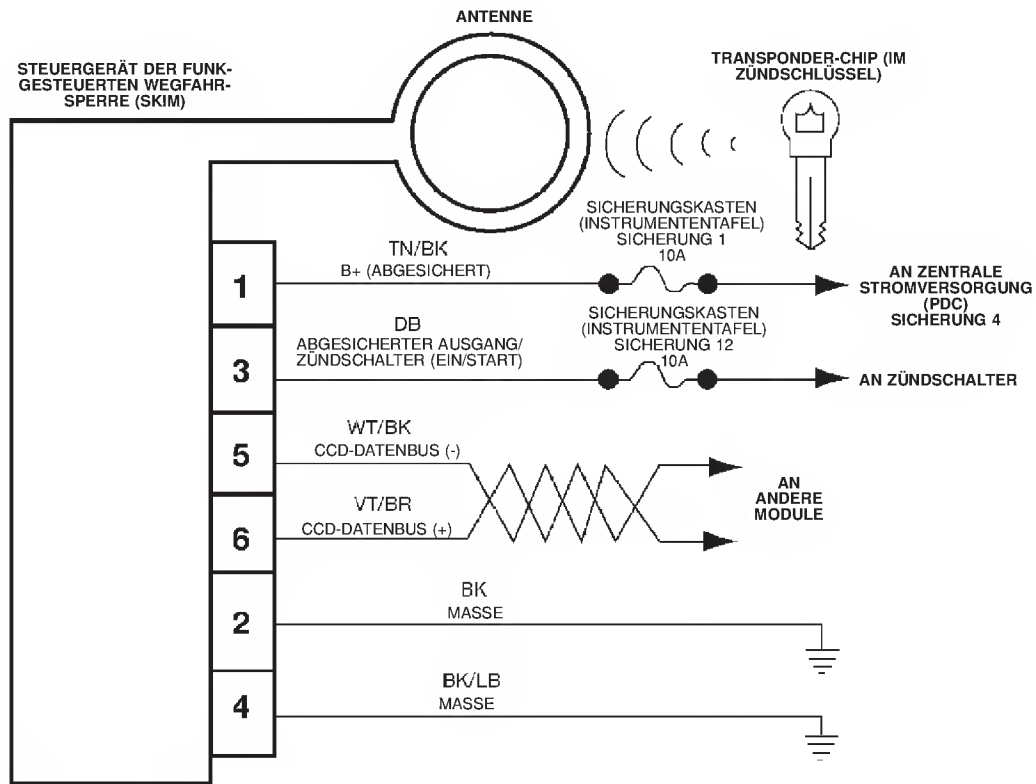 ANTENNE
STEUERGERÄT DER FUNK-
GESTEUERTEN WEGFAHR-
SPERRE (SKIM)
TRANSPONDER-CHIP (IM
ZÜNDSCHLÜSSEL)
1
TN/BK
B+ (ABGESICHERT)
SICHERUNGSKASTEN
(INSTRUMENTENTAFEL)
SICHERUNG 1
10A
AN ZENTRALE
STROMVERSORGUNG
(PDC)
SICHERUNG 4
3
DB
ABGESICHERTER AUSGANG/
ZÜNDSCHALTER (EIN/START)
SICHERUNGSKASTEN
(INSTRUMENTENTAFEL)
SICHERUNG 12
10A
AN ZÜNDSCHALTER
5
WT/BK
CCD-DATENBUS (-)
6
VT/BR
CCD-DATENBUS (+)
AN
ANDERE
MODULE
2
BK
MASSE
4
BK/LB
MASSE